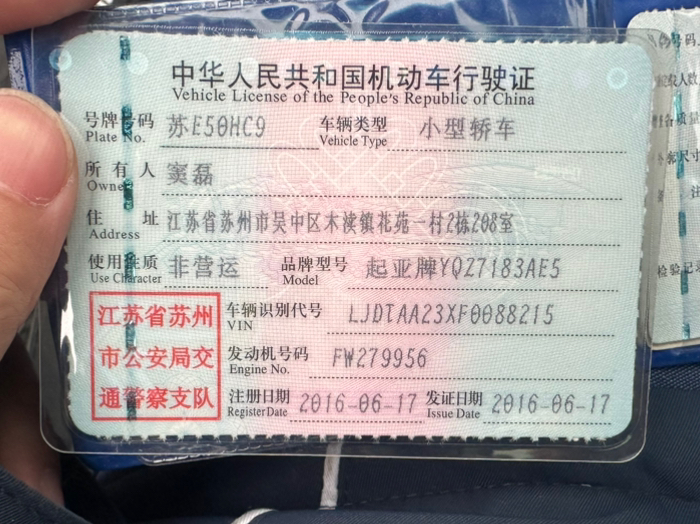 中华人民共和国机动车行驶证
Vehicle License of the People's Republic of China
号牌号码 苏E50HC9 车辆类型 小型轿车
Plate No. Vehicle Type
所有人 窦磊
Owner
住址 江苏省苏州市吴中区木渎镇花苑一村2栋208室
Address
使用性质 非营运 品牌型号 起亚牌YQZ7183AE5
Use Character Model
江苏省苏州
市公安局交
通警察支队
车辆识别代号 LJDTAA23XF0088215
VIN
发动机号码 FW279956
Engine No.
注册日期 2016-06-17 发证日期 2016-06-17
Register Date Issue Date